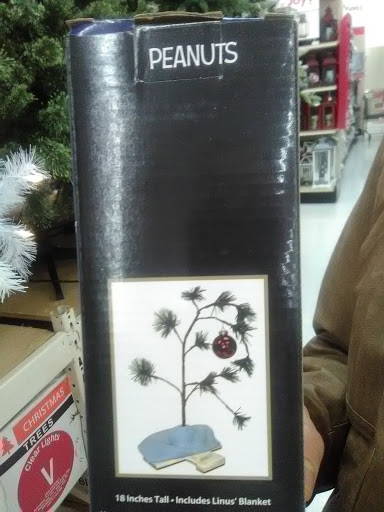 PEANUTS
18 Inches Tall • Includes Linus' Blanket
CHRISTMAS
TREES
Clear Lights
V